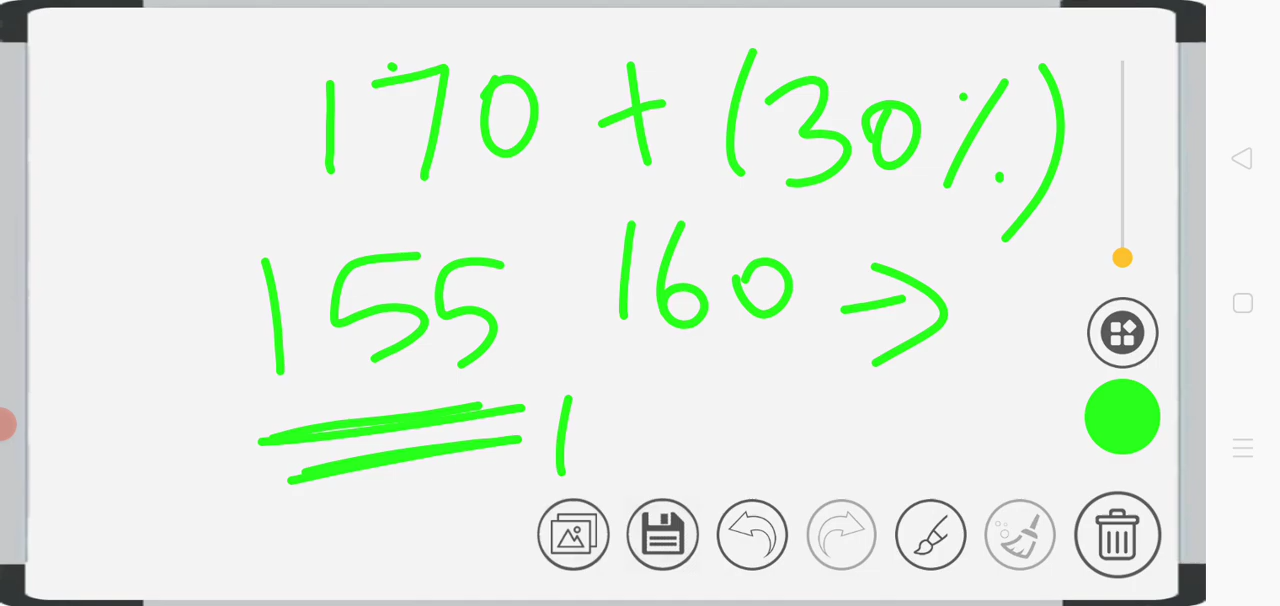 170 + (30%)
155 160 →
1